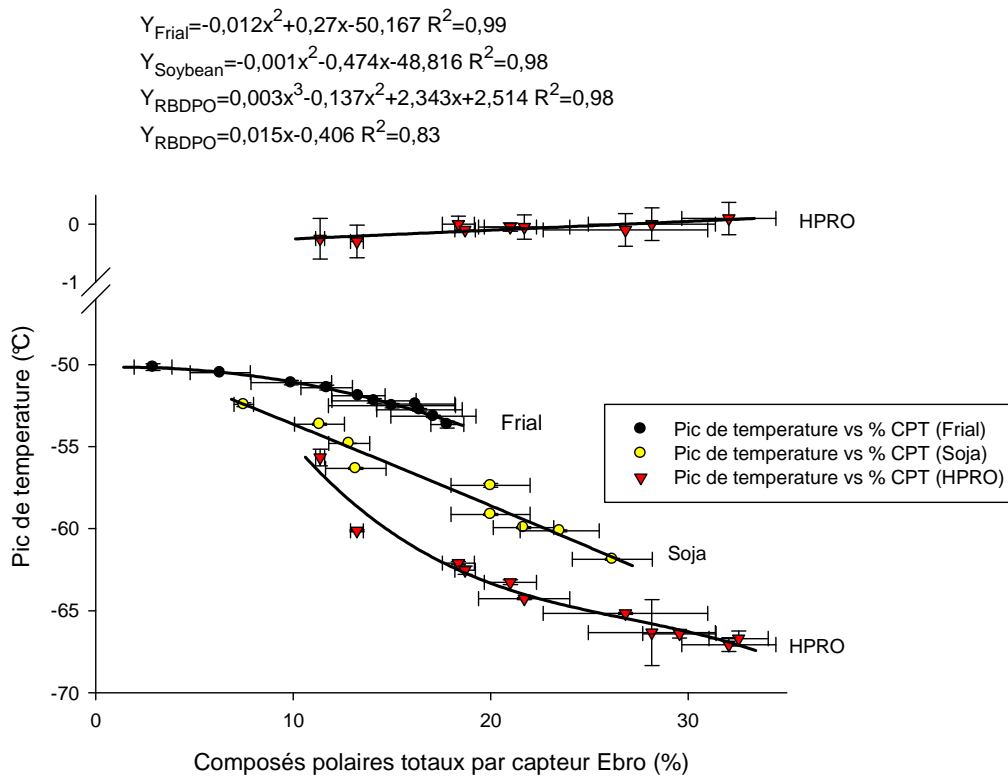 Y_Frial=-0,012x²+0,27x-50,167 R²=0,99
Y_Soybean=-0,001x²-0,474x-48,816 R²=0,98
Y_RBDPO=0,003x³-0,137x²+2,343x+2,514 R²=0,98
Y_RBDPO=0,015x-0,406 R²=0,83
0
HPRO
-1
-50
Frial
-55
Pic de temperature vs % CPT (Frial)
Pic de temperature vs % CPT (Soja)
Pic de temperature vs % CPT (HPRO)
Pic de temperature (°C)
-60
Soja
-65
HPRO
-70
0 10 20 30
Composés polaires totaux par capteur Ebro (%)